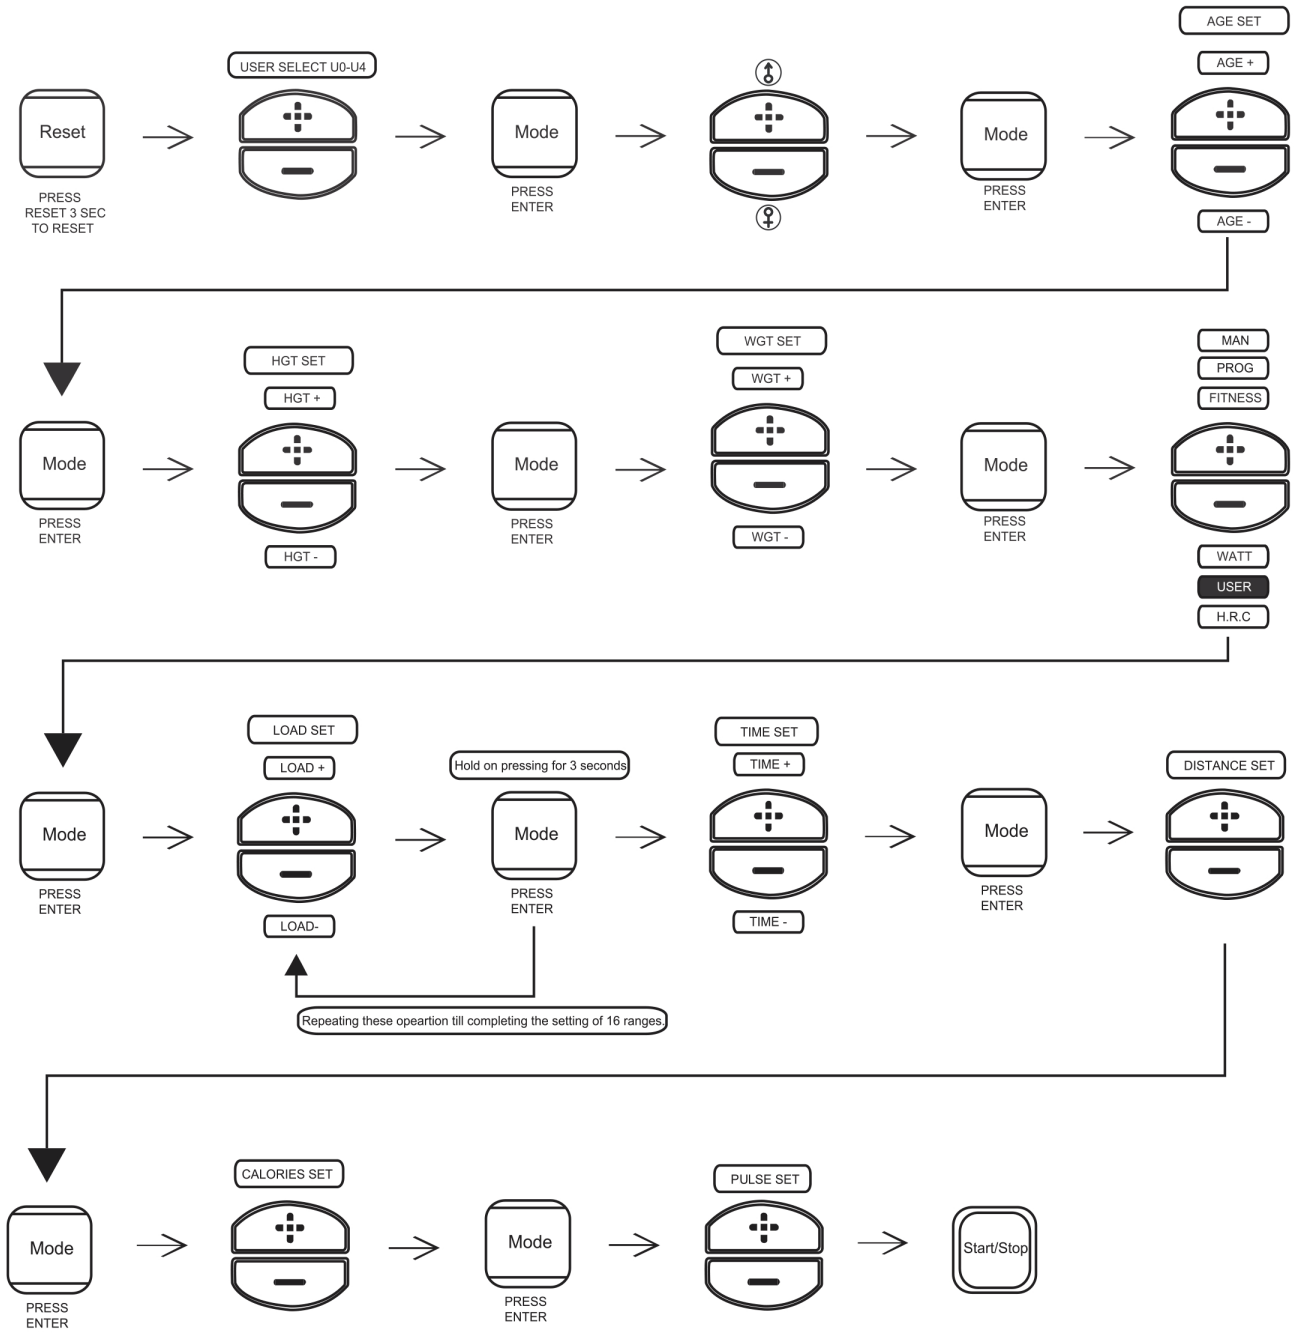 AGE SET
USER SELECT U0-U4
AGE +
Reset
Mode
Mode
PRESS
RESET 3 SEC
TO RESET
PRESS
ENTER
PRESS
ENTER
AGE -
HGT SET
HGT +
WGT SET
WGT +
MAN
PROG
FITNESS
Mode
Mode
Mode
PRESS
ENTER
HGT -
PRESS
ENTER
WGT -
PRESS
ENTER
WATT
USER
H.R.C
LOAD SET
LOAD +
Hold on pressing for 3 seconds
TIME SET
TIME +
DISTANCE SET
Mode
Mode
Mode
PRESS
ENTER
LOAD-
PRESS
ENTER
TIME -
PRESS
ENTER
Repeating these opeartion till completing the setting of 16 ranges.
CALORIES SET
PULSE SET
Mode
Mode
Start/Stop
PRESS
ENTER
PRESS
ENTER